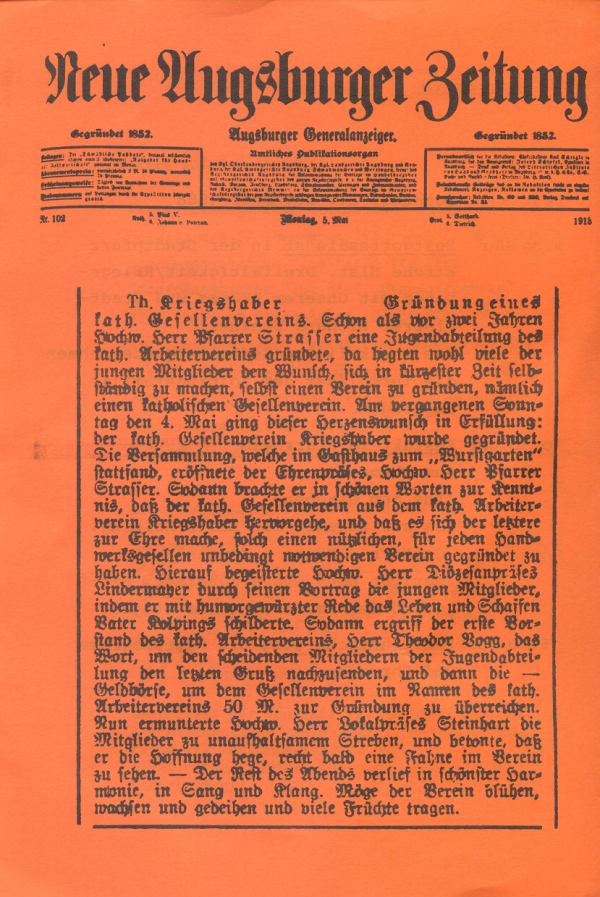 Neue Augsburger Zeitung
Gegründet 1852.
Augsburger Generalanzeiger.
Gegründet 1852.
Amtliches Publikationsorgan
Nr. 102
Montag, 5. Mai
1913
Th. Kriegshaber Gründung eines
kath. Gesellenvereins. Schon als vor zwei Jahren
Hochw. Herr Pfarrer Strasser eine Jugendabteilung des
kath. Arbeitervereins gründete, da hegten wohl viele der
jungen Mitglieder den Wunsch, sich in kürzester Zeit selb-
ständig zu machen, selbst einen Verein zu gründen, nämlich
einen katholischen Gesellenverein. Am vergangenen Sonn-
tag den 4. Mai ging dieser Herzenswunsch in Erfüllung:
der kath. Gesellenverein Kriegshaber wurde gegründet.
Die Versammlung, welche im Gasthaus zum „Wurstgarten“
stattfand, eröffnete der Ehrenpräses, Hochw. Herr Pfarrer
Strasser. Sodann brachte er in schönen Worten zur Kennt-
nis, daß der kath. Gesellenverein aus dem kath. Arbeiter-
verein Kriegshaber hervorgehe, und daß es sich der letztere
zur Ehre mache, solch einen nützlichen, für jeden Hand-
werksgesellen unbedingt notwendigen Verein gegründet zu
haben. Hierauf begeisterte Hochw. Herr Diözesanpräses
Lindermayer durch seinen Vortrag die jungen Mitglieder,
indem er mit humorgewürzter Rede das Leben und Schaffen
Vater Kolpings schilderte. Sodann ergriff der erste Vor-
stand des kath. Arbeitervereins, Herr Theodor Vogg, das
Wort, um den scheidenden Mitgliedern der Jugendabtei-
lung den letzten Gruß nachzusenden, und dann die —
Geldbörse, um dem Gesellenverein im Namen des kath.
Arbeitervereins 50 M. zur Gründung zu überreichen.
Nun ermunterte Hochw. Herr Lokalpräses Steinhart die
Mitglieder zu unaufhaltsamem Streben, und betonte, daß
er die Hoffnung hege, recht bald eine Fahne im Verein
zu sehen. — Der Rest des Abends verlief in schönster Har-
monie, in Sang und Klang. Möge der Verein blühen,
wachsen und gedeihen und viele Früchte tragen.